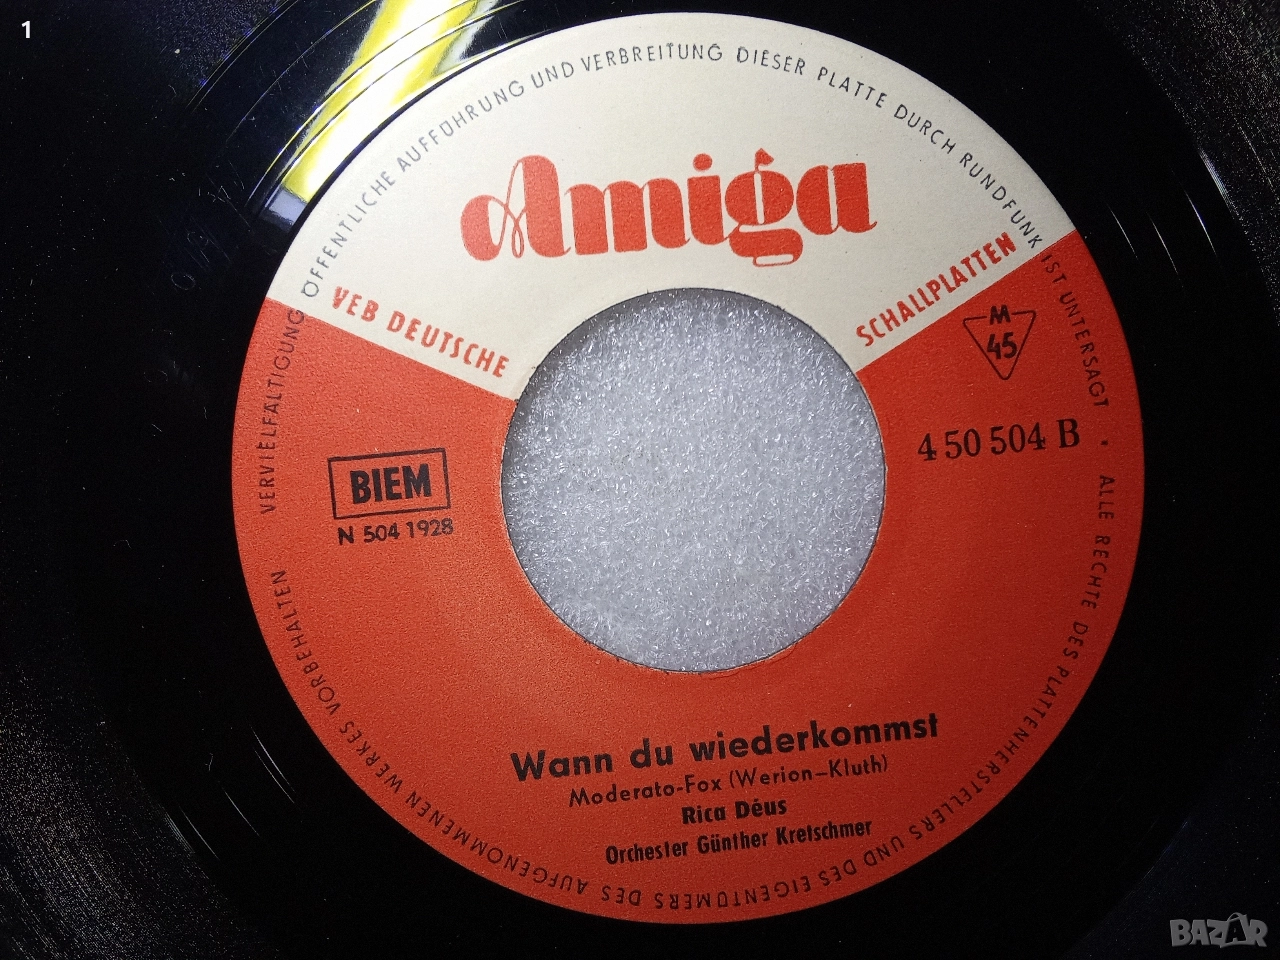 1
VERVIELFÄLTIGUNG, ÖFFENTLICHE AUFFÜHRUNG UND VERBREITUNG DIESER PLATTE DURCH RUNDFUNK IST UNTERSAGT · ALLE RECHTE DES PLATTENHERSTELLERS UND DES EIGENTÜMERS DES AUFGENOMMENEN WERKES VORBEHALTEN
Amiga
VEB DEUTSCHE SCHALLPLATTEN
M
45
4 50 504 B
BIEM
N 504 1928
Wann du wiederkommst
Moderato-Fox (Werion-Kluth)
Rica Déus
Orchester Günther Kretschmer
BAZAR